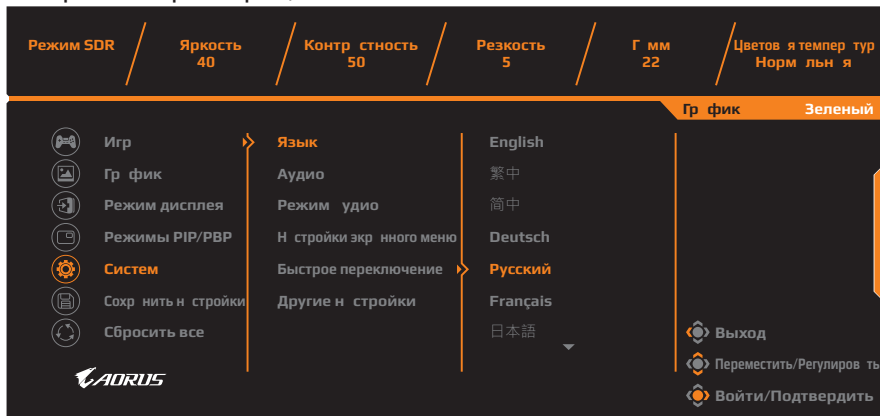 Режим SDR Яркость Контр стность Резкость Г мм Цветов я темпер тур
40 50 5 22 Норм льн я
Гр фик Зеленый
Игр Язык English
Гр фик Аудио 繁中
Режим дисплея Режим удио 简中
Режимы PIP/PBP Н стройки экр нного меню Deutsch
Систем Быстрое переключение Русский
Сохр нить н стройки Другие н стройки Français
Сбросить все 日本語 Выход
Переместить/Регулиров ть
AORUS Войти/Подтвердить